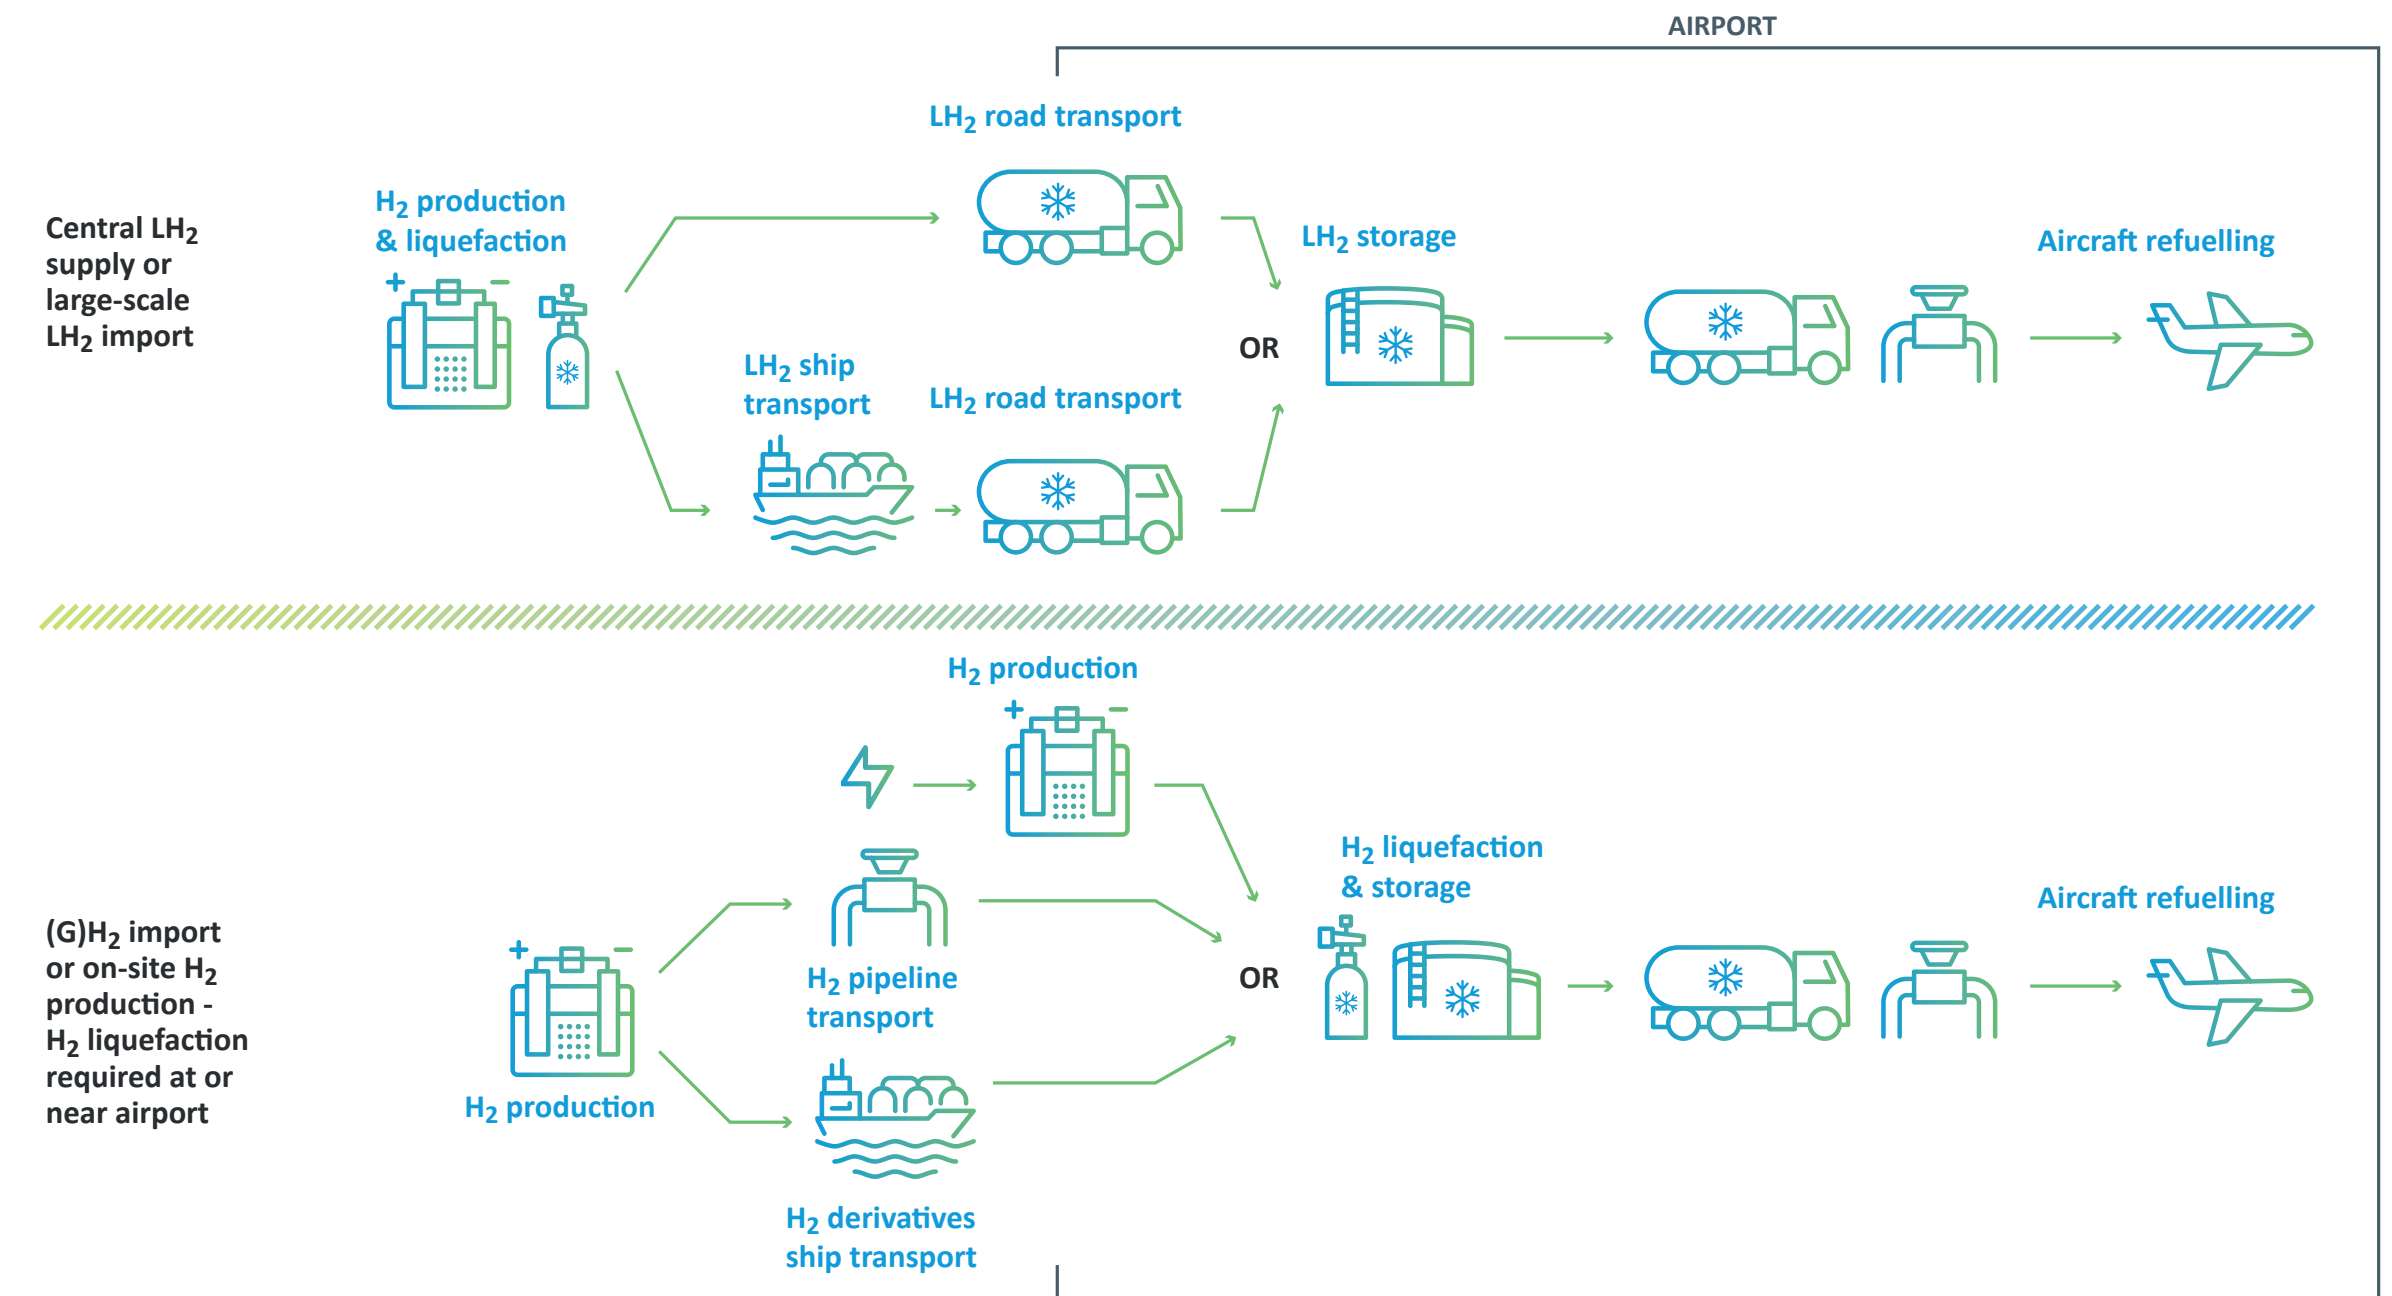 AIRPORT
Central LH₂
supply or
large-scale
LH₂ import
H₂ production
& liquefaction
LH₂ road transport
LH₂ ship
transport
LH₂ road transport
OR
LH₂ storage
Aircraft refuelling
(G)H₂ import
or on-site H₂
production -
H₂ liquefaction
required at or
near airport
H₂ production
H₂ production
H₂ pipeline
transport
H₂ derivatives
ship transport
OR
H₂ liquefaction
& storage
Aircraft refuelling